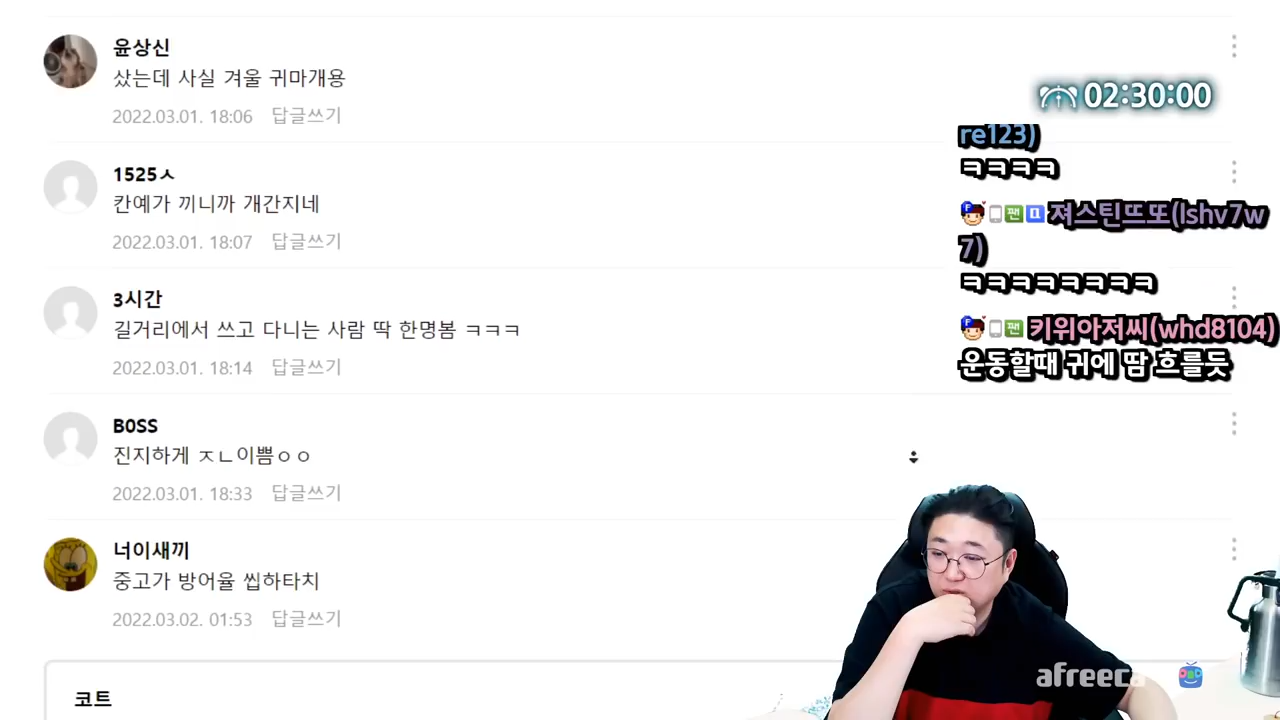 윤상신
샀는데 사실 겨울 귀마개용
2022.03.01. 18:06 답글쓰기
1525ㅅ
칸예가 끼니까 개간지네
2022.03.01. 18:07 답글쓰기
3시간
길거리에서 쓰고 다니는 사람 딱 한명봄 ㅋㅋㅋ
2022.03.01. 18:14 답글쓰기
B0SS
진지하게 ㅈㄴ이쁨ㅇㅇ
2022.03.01. 18:33 답글쓰기
너이새끼
중고가 방어율 씹하타치
2022.03.02. 01:53 답글쓰기
코트
02:30:00
re123)
ㅋㅋㅋㅋ
팬 져스틴뜨또(lshv7w
7)
ㅋㅋㅋㅋㅋㅋㅋㅋ
팬 키위아저씨(whd8104)
운동할때 귀에 땀 흐를듯
afreeca